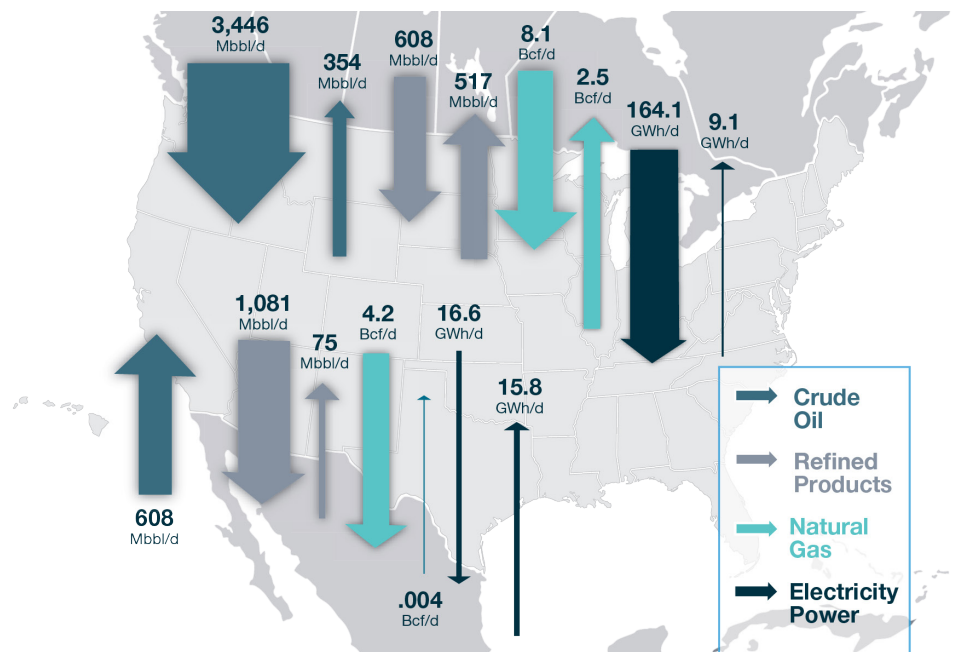 3,446
Mbbl/d
354
Mbbl/d
608
Mbbl/d
517
Mbbl/d
8.1
Bcf/d
2.5
Bcf/d
164.1
GWh/d
9.1
GWh/d
1,081
Mbbl/d
75
Mbbl/d
4.2
Bcf/d
16.6
GWh/d
15.8
GWh/d
608
Mbbl/d
.004
Bcf/d
Crude
Oil
Refined
Products
Natural
Gas
Electricity
Power